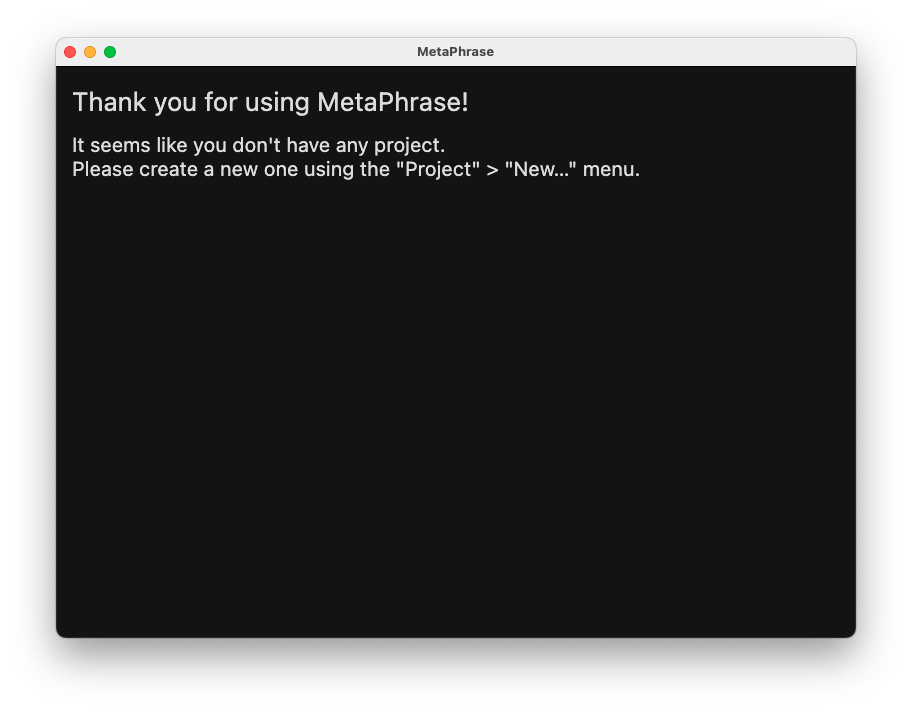 MetaPhrase
Thank you for using MetaPhrase!
It seems like you don't have any project.
Please create a new one using the "Project" > "New..." menu.